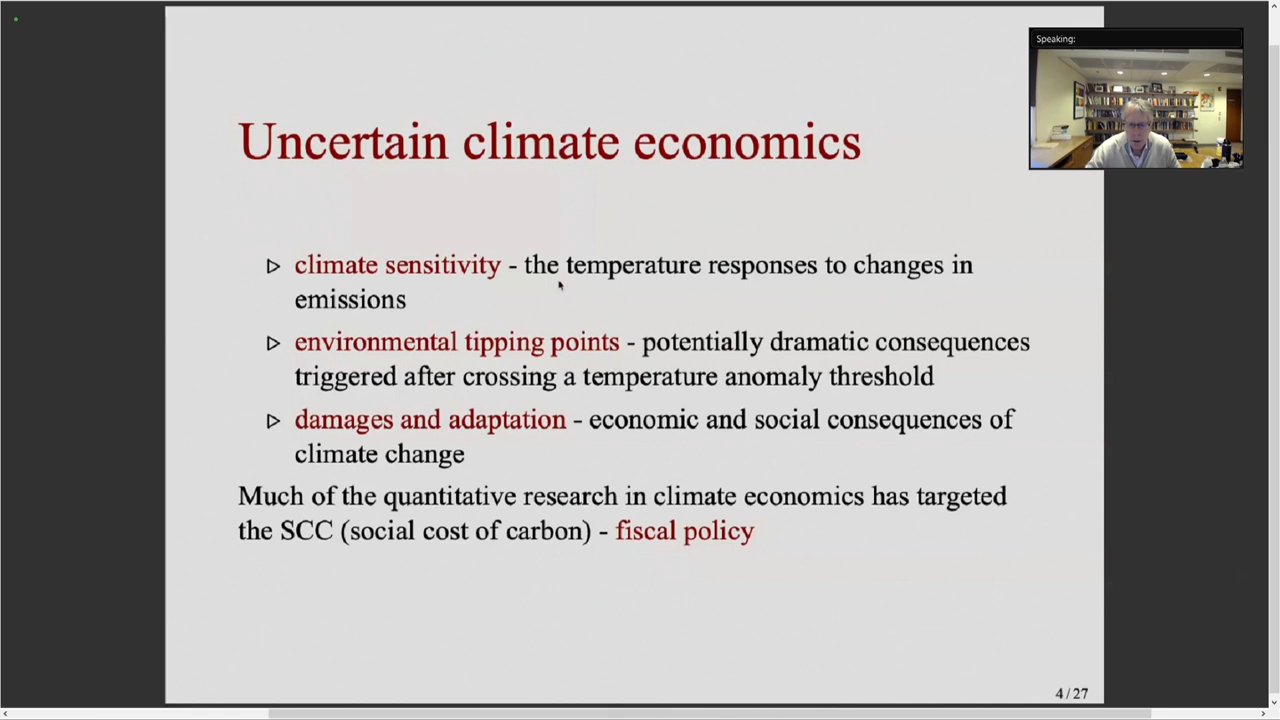 Speaking:
Uncertain climate economics
▷ climate sensitivity - the temperature responses to changes in
emissions
▷ environmental tipping points - potentially dramatic consequences
triggered after crossing a temperature anomaly threshold
▷ damages and adaptation - economic and social consequences of
climate change
Much of the quantitative research in climate economics has targeted
the SCC (social cost of carbon) - fiscal policy
4/27